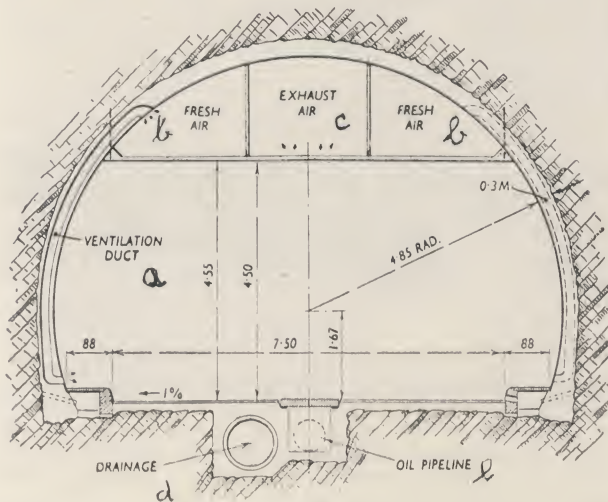 FRESH
AIR
b
EXHAUST
AIR
c
FRESH
AIR
b
0·3M
VENTILATION
DUCT
a
4·55
4·50
4·85 RAD.
1·67
88
7·50
88
1%
DRAINAGE
d
OIL PIPELINE